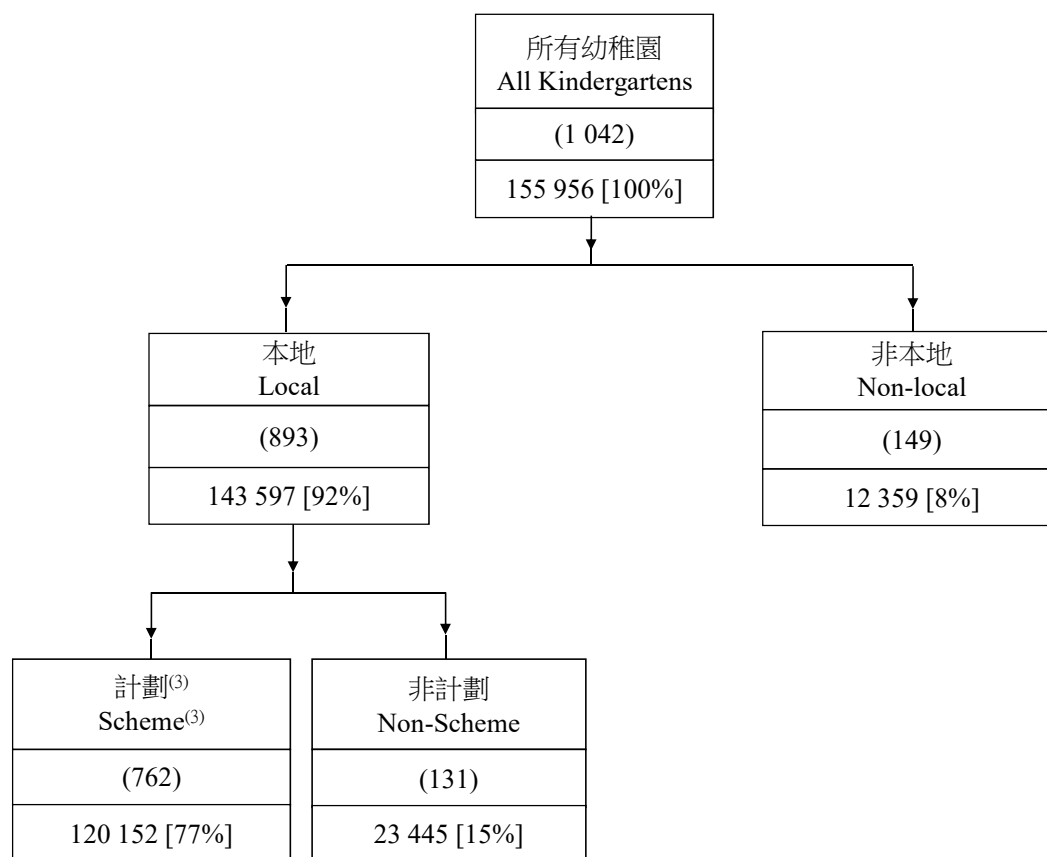 所有幼稚園
All Kindergartens
(1 042)
155 956 [100%]
本地
Local
(893)
143 597 [92%]
非本地
Non-local
(149)
12 359 [8%]
計劃(3)
Scheme(3)
(762)
120 152 [77%]
非計劃
Non-Scheme
(131)
23 445 [15%]